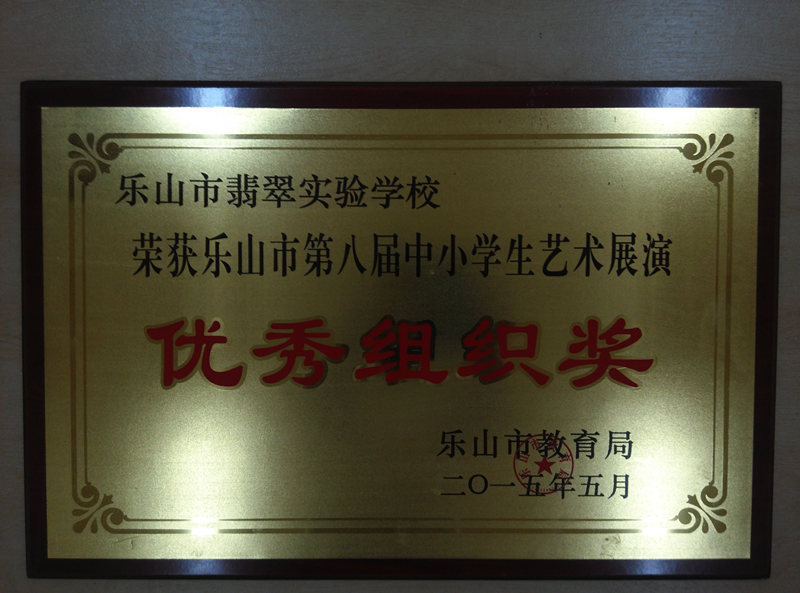 乐山市翡翠实验学校
荣获乐山市第八届中小学生艺术展演
优秀组织奖
乐山市教育局
二〇一五年五月